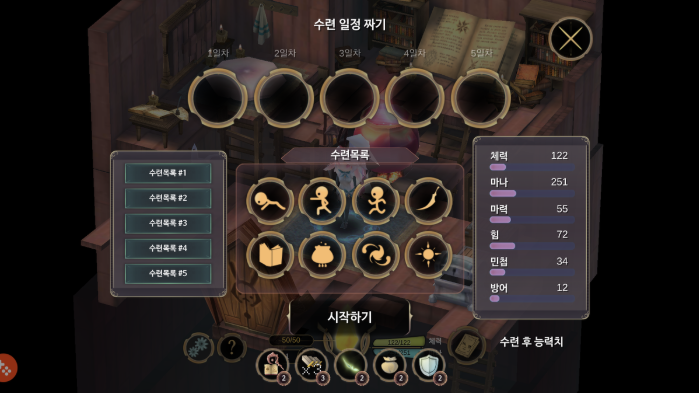 수련 일정 짜기
1일차 2일차 3일차 4일차 5일차
수련목록
수련목록 #1
수련목록 #2
수련목록 #3
수련목록 #4
수련목록 #5
체력 122
마나 251
마력 55
힘 72
민첩 34
방어 12
시작하기
수련 후 능력치
50/50
체력
?
x 3
2 3 2 2 2